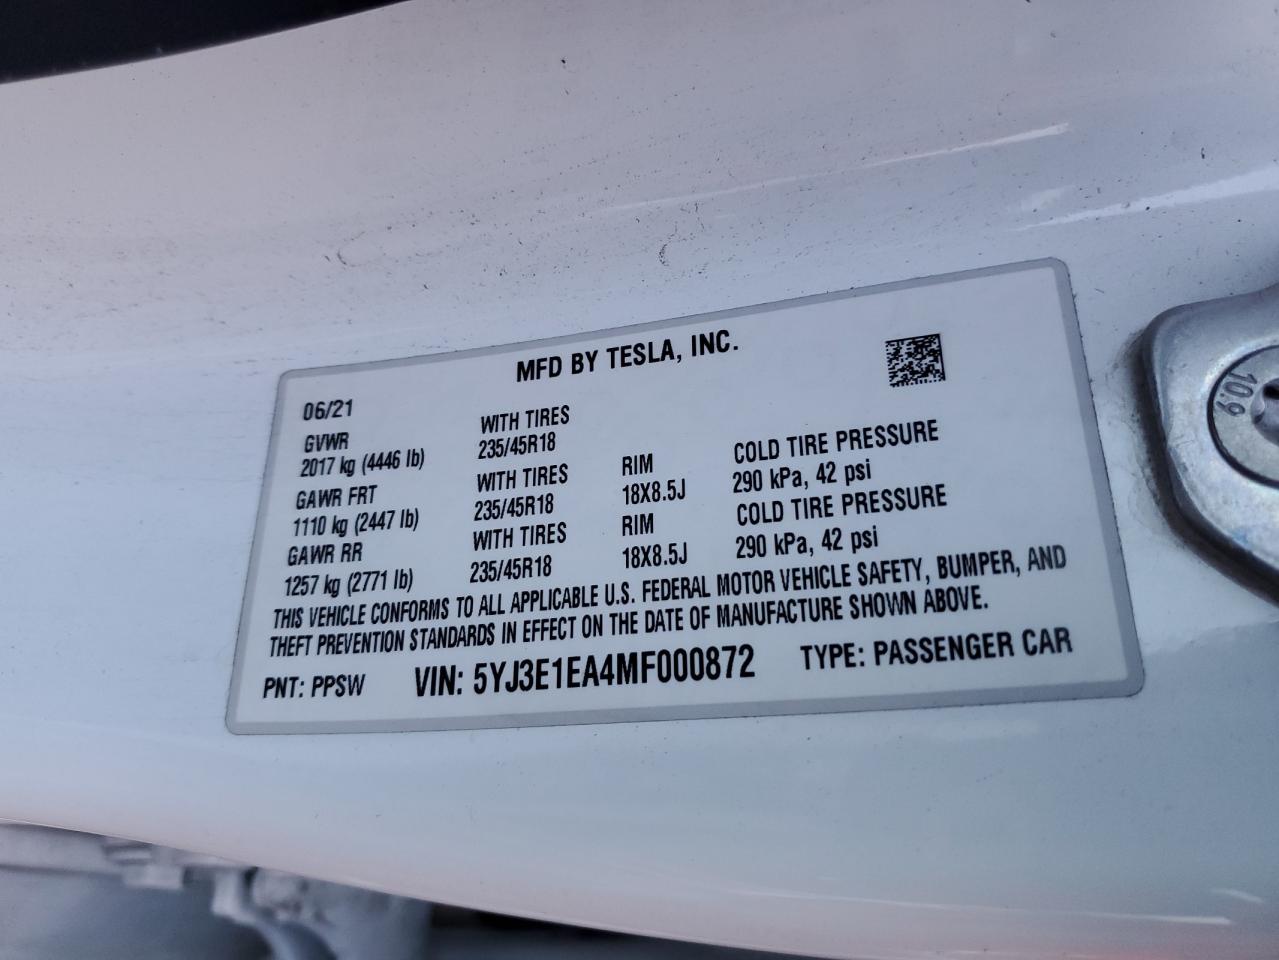 MFD BY TESLA, INC.
06/21
GVWR
2017 kg (4446 lb)
WITH TIRES
235/45R18
GAWR FRT
1110 kg (2447 lb)
WITH TIRES
235/45R18
RIM
18X8.5J
COLD TIRE PRESSURE
290 kPa, 42 psi
GAWR RR
1257 kg (2771 lb)
WITH TIRES
235/45R18
RIM
18X8.5J
COLD TIRE PRESSURE
290 kPa, 42 psi
THIS VEHICLE CONFORMS TO ALL APPLICABLE U.S. FEDERAL MOTOR VEHICLE SAFETY, BUMPER, AND
THEFT PREVENTION STANDARDS IN EFFECT ON THE DATE OF MANUFACTURE SHOWN ABOVE.
PNT: PPSW VIN: 5YJ3E1EA4MF000872 TYPE: PASSENGER CAR
10.9